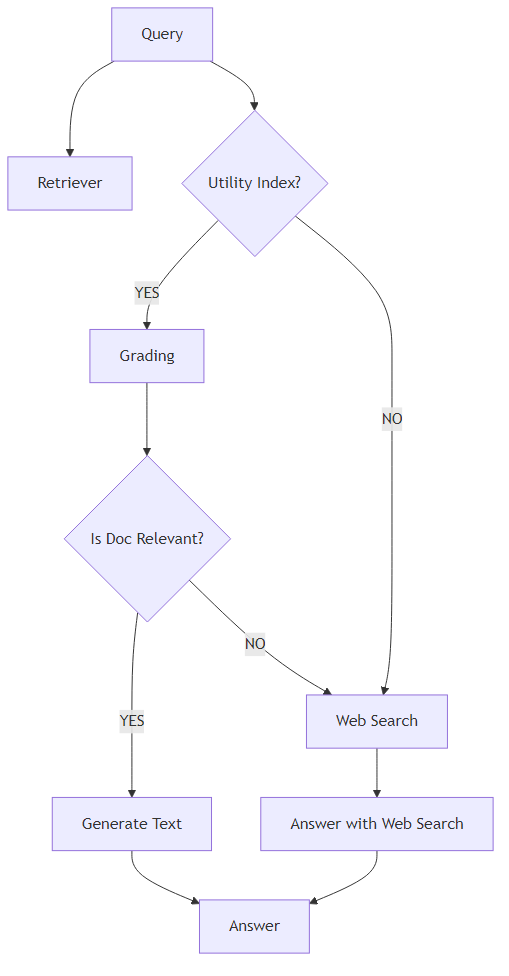 Query
Retriever
Utility Index?
YES
Grading
NO
Is Doc Relevant?
NO
YES
Web Search
Generate Text
Answer with Web Search
Answer